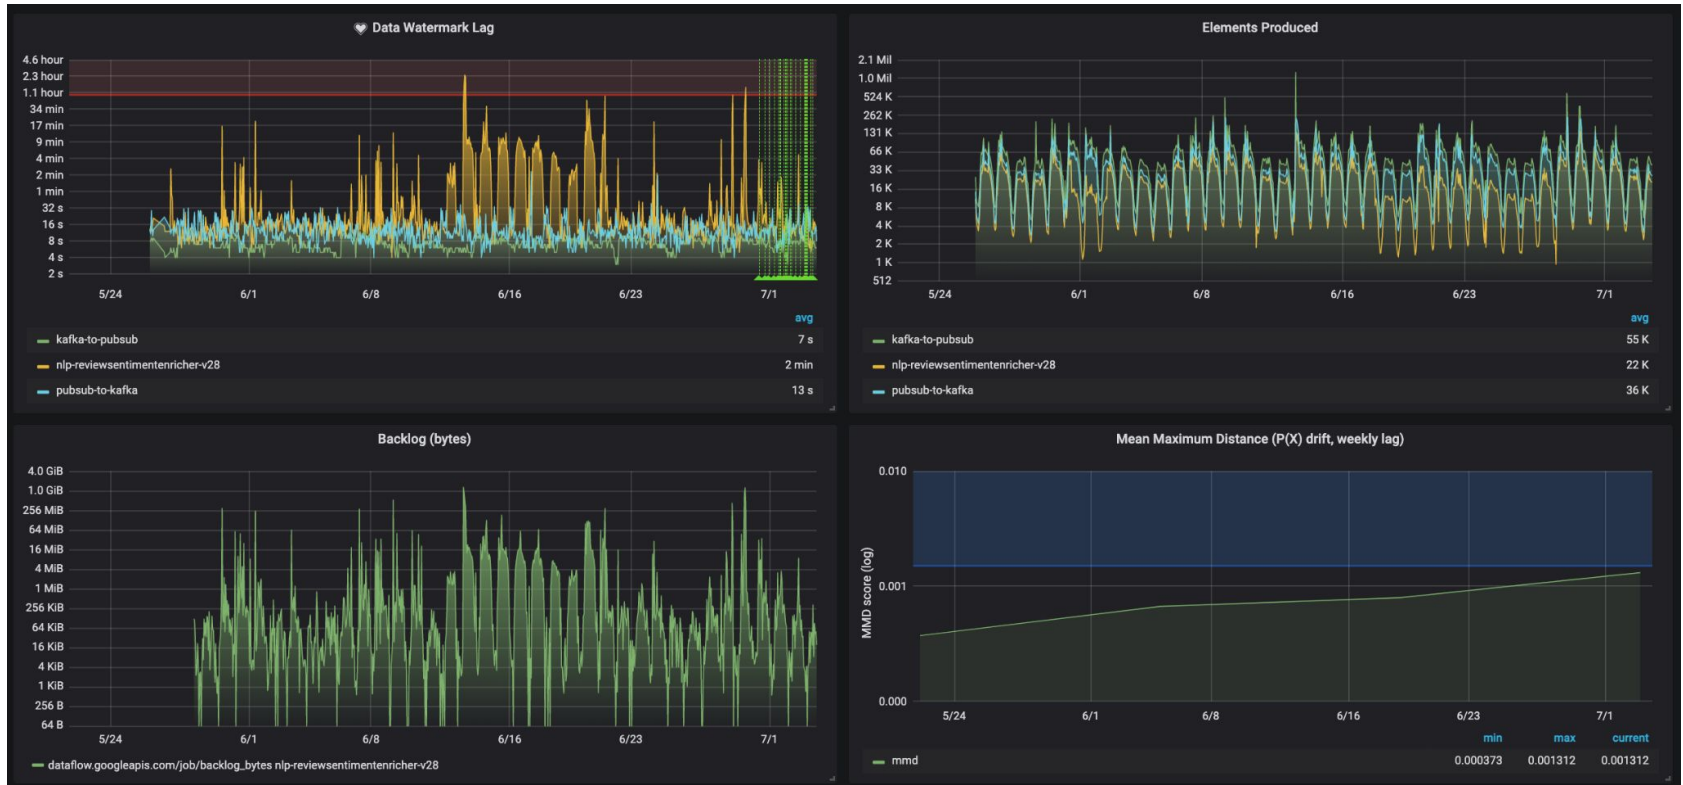 Data Watermark Lag
4.6 hour
2.3 hour
1.1 hour
34 min
17 min
9 min
4 min
2 min
1 min
32 s
16 s
8 s
4 s
2 s
5/24 6/1 6/8 6/16 6/23 7/1
avg
kafka-to-pubsub 7 s
nlp-reviewsentimentenricher-v28 2 min
pubsub-to-kafka 13 s
Elements Produced
2.1 Mil
1.0 Mil
524 K
262 K
131 K
66 K
33 K
16 K
8 K
4 K
2 K
1 K
512
5/24 6/1 6/8 6/16 6/23 7/1
avg
kafka-to-pubsub 55 K
nlp-reviewsentimentenricher-v28 22 K
pubsub-to-kafka 36 K
Backlog (bytes)
4.0 GiB
1.0 GiB
256 MiB
64 MiB
16 MiB
4 MiB
1 MiB
256 KiB
64 KiB
16 KiB
4 KiB
1 KiB
256 B
64 B
5/24 6/1 6/8 6/16 6/23 7/1
dataflow.googleapis.com/job/backlog_bytes nlp-reviewsentimentenricher-v28
Mean Maximum Distance (P(X) drift, weekly lag)
MMD score (log)
0.010
0.001
0.000
5/24 6/1 6/8 6/16 6/23 7/1
min max current
mmd 0.000373 0.001312 0.001312